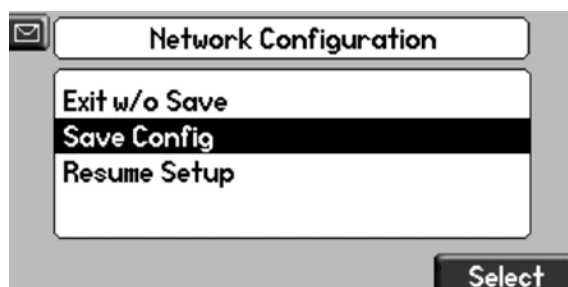 Network Configuration
Exit w/o Save
Save Config
Resume Setup
Select